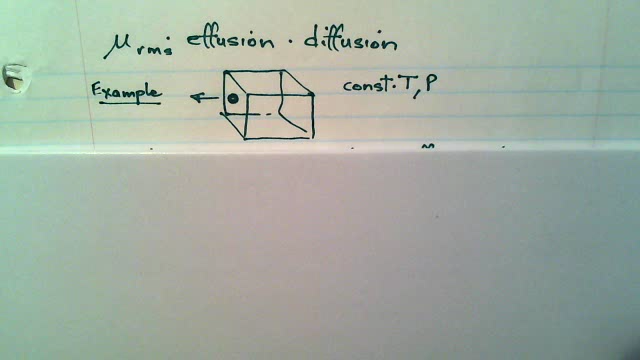 μrms effusion · diffusion
Example const. T, P